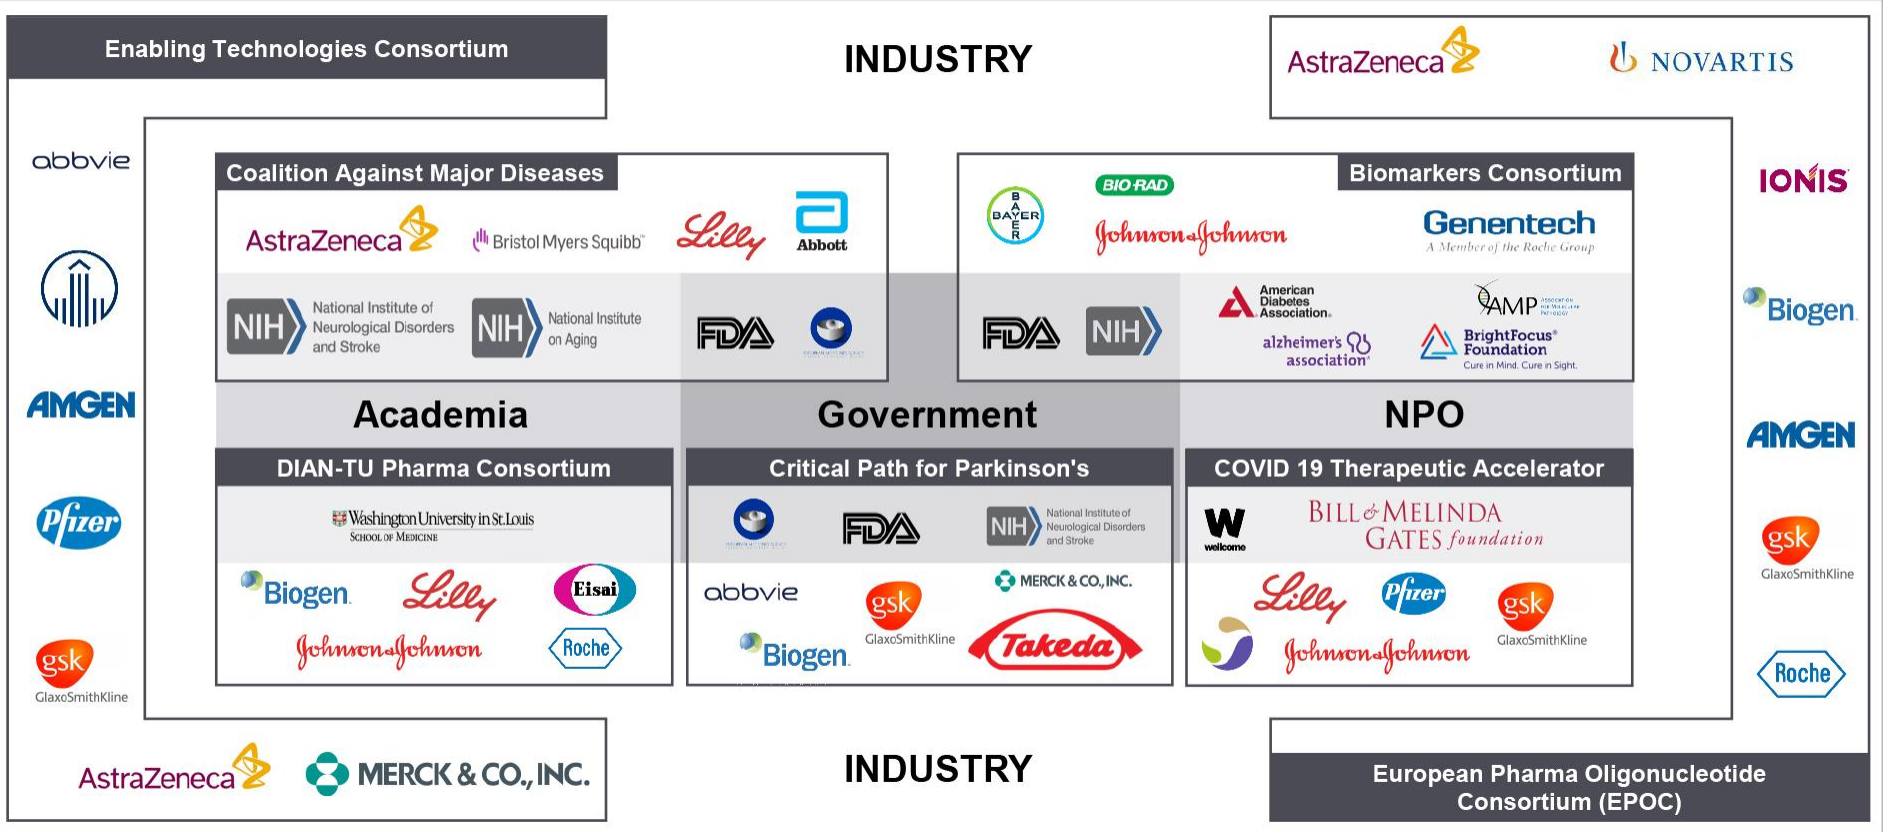 Enabling Technologies Consortium
INDUSTRY
AstraZeneca
NOVARTIS
abbvie
AMGEN
Pfizer
gsk
GlaxoSmithKline
AstraZeneca
MERCK & CO., INC.
Coalition Against Major Diseases
AstraZeneca
Bristol Myers Squibb™
Lilly
Abbott
NIH
National Institute of
Neurological Disorders
and Stroke
NIH
National Institute
on Aging
FDA
Biomarkers Consortium
BAYER
BAYER
BIO-RAD
Johnson & Johnson
Genentech
A Member of the Roche Group
FDA
NIH
American
Diabetes
Association®
AMP
ASSOCIATION
FOR MOLECULAR
PATHOLOGY
alzheimer's
association®
BrightFocus®
Foundation
Cure in Mind. Cure in Sight.
Academia
Government
NPO
DIAN-TU Pharma Consortium
Washington University in St. Louis
SCHOOL OF MEDICINE
Biogen
Lilly
Eisai
Johnson & Johnson
Roche
Critical Path for Parkinson's
FDA
NIH
National Institute of
Neurological Disorders
and Stroke
abbvie
gsk
GlaxoSmithKline
MERCK & CO., INC.
Biogen
Takeda
COVID 19 Therapeutic Accelerator
W
wellcome
BILL & MELINDA
GATES foundation
Lilly
Pfizer
gsk
GlaxoSmithKline
Johnson & Johnson
IONIS
Biogen
AMGEN
gsk
GlaxoSmithKline
Roche
INDUSTRY
European Pharma Oligonucleotide
Consortium (EPOC)